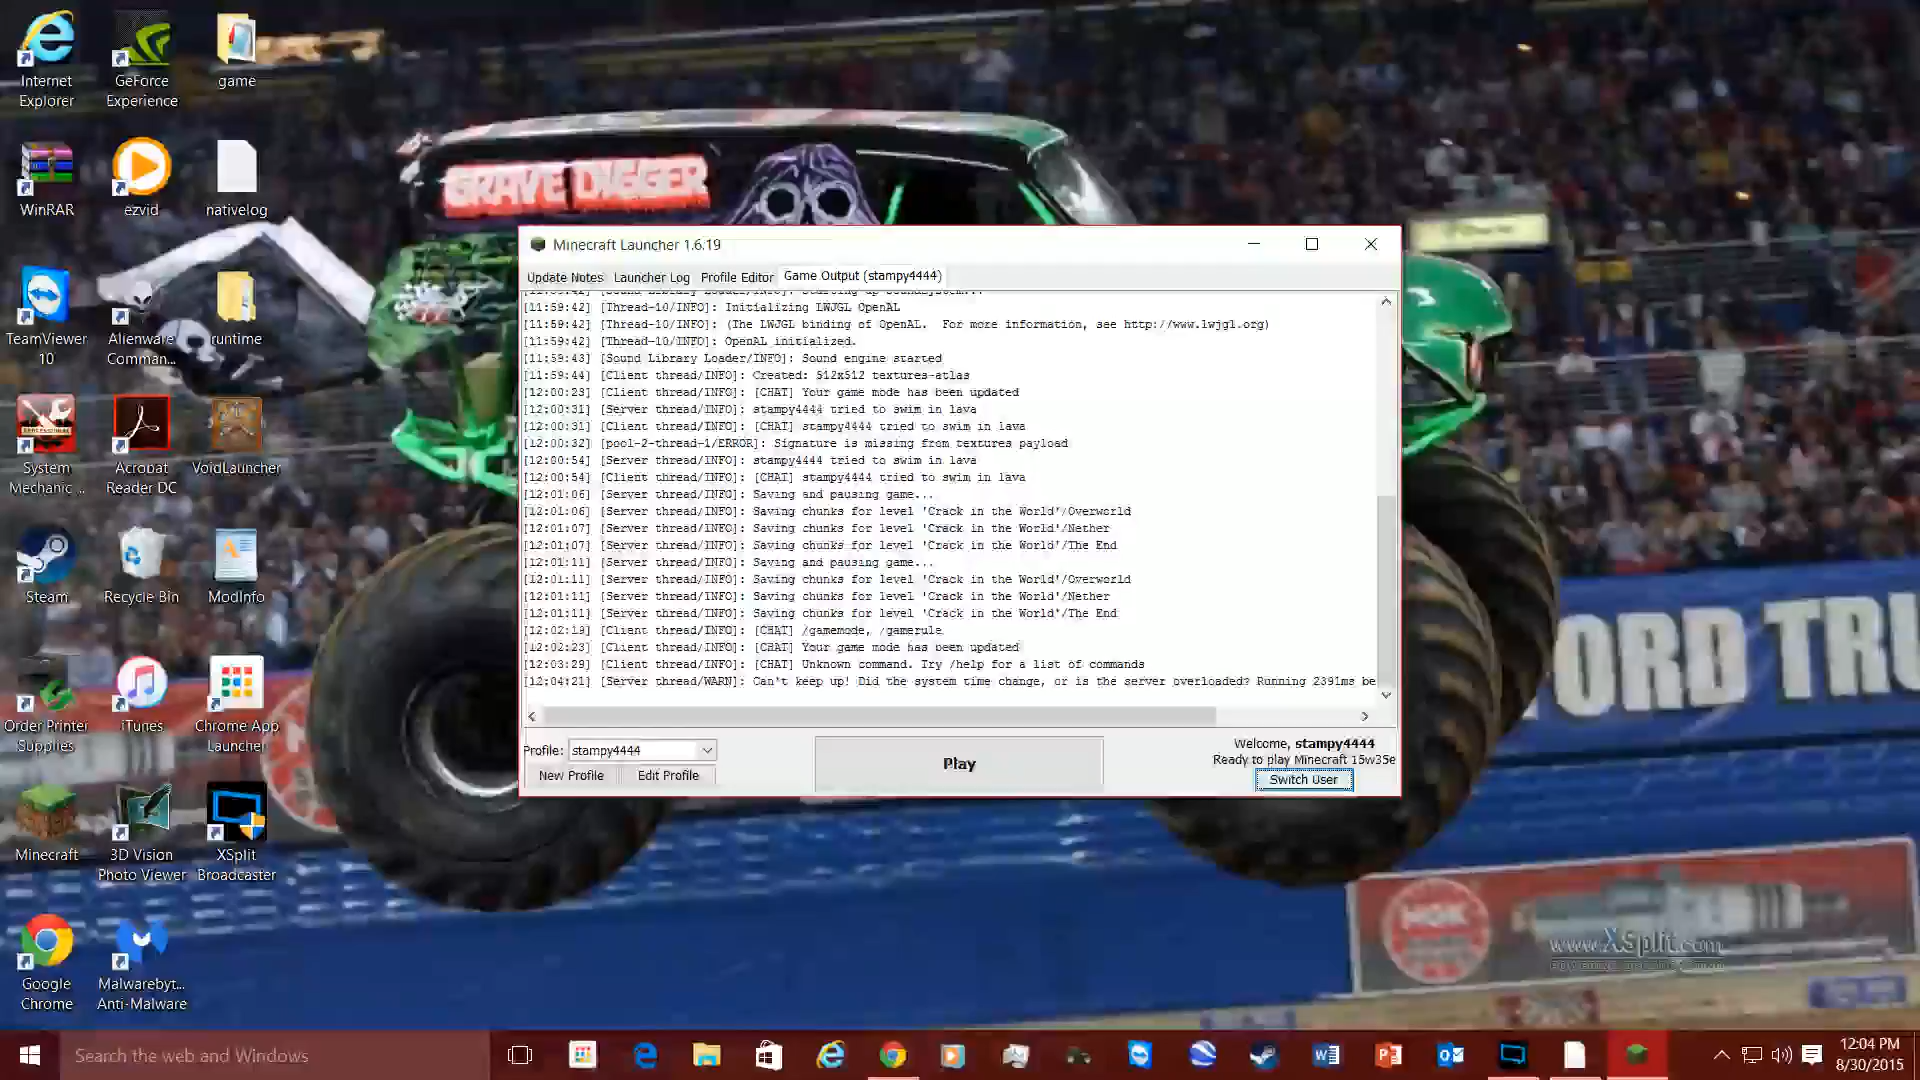 Internet
Explorer
GeForce
Experience
game
WinRAR
ezvid
nativelog
TeamViewer
10
Alienware
Comman...
runtime
System
Mechanic ...
Acrobat
Reader DC
VoidLauncher
Steam
Recycle Bin
ModInfo
Order Printer
Supplies
iTunes
Chrome App
Launcher
Minecraft
3D Vision
Photo Viewer
XSplit
Broadcaster
Google
Chrome
Malwarebyt...
Anti-Malware
GRAVE DIGGER
Minecraft Launcher 1.6.19
Update Notes Launcher Log Profile Editor Game Output (stampy4444)
[11:59:42] [Sound Library Loader/INFO]: Starting up SoundSystem...
[11:59:42] [Thread-10/INFO]: Initializing LWJGL OpenAL
[11:59:42] [Thread-10/INFO]: (The LWJGL binding of OpenAL.  For more information, see http://www.lwjgl.org)
[11:59:42] [Thread-10/INFO]: OpenAL initialized.
[11:59:43] [Sound Library Loader/INFO]: Sound engine started
[11:59:44] [Client thread/INFO]: Created: 512x512 textures-atlas
[12:00:23] [Client thread/INFO]: [CHAT] Your game mode has been updated
[12:00:31] [Server thread/INFO]: stampy4444 tried to swim in lava
[12:00:31] [Client thread/INFO]: [CHAT] stampy4444 tried to swim in lava
[12:00:32] [pool-2-thread-1/ERROR]: Signature is missing from textures payload
[12:00:54] [Server thread/INFO]: stampy4444 tried to swim in lava
[12:00:54] [Client thread/INFO]: [CHAT] stampy4444 tried to swim in lava
[12:01:06] [Server thread/INFO]: Saving and pausing game...
[12:01:06] [Server thread/INFO]: Saving chunks for level 'Crack in the World'/Overworld
[12:01:07] [Server thread/INFO]: Saving chunks for level 'Crack in the World'/Nether
[12:01:07] [Server thread/INFO]: Saving chunks for level 'Crack in the World'/The End
[12:01:11] [Server thread/INFO]: Saving and pausing game...
[12:01:11] [Server thread/INFO]: Saving chunks for level 'Crack in the World'/Overworld
[12:01:11] [Server thread/INFO]: Saving chunks for level 'Crack in the World'/Nether
[12:01:11] [Server thread/INFO]: Saving chunks for level 'Crack in the World'/The End
[12:02:19] [Client thread/INFO]: [CHAT] /gamemode, /gamerule
[12:02:23] [Client thread/INFO]: [CHAT] Your game mode has been updated
[12:03:29] [Client thread/INFO]: [CHAT] Unknown command. Try /help for a list of commands
[12:04:21] [Server thread/WARN]: Can't keep up! Did the system time change, or is the server overloaded? Running 2391ms be
Profile: stampy4444
New Profile Edit Profile
Play
Welcome, stampy4444
Ready to play Minecraft 15w35e
Switch User
ORD TRU
NGK
www.XSplit.com
Search the web and Windows
12:04 PM
8/30/2015